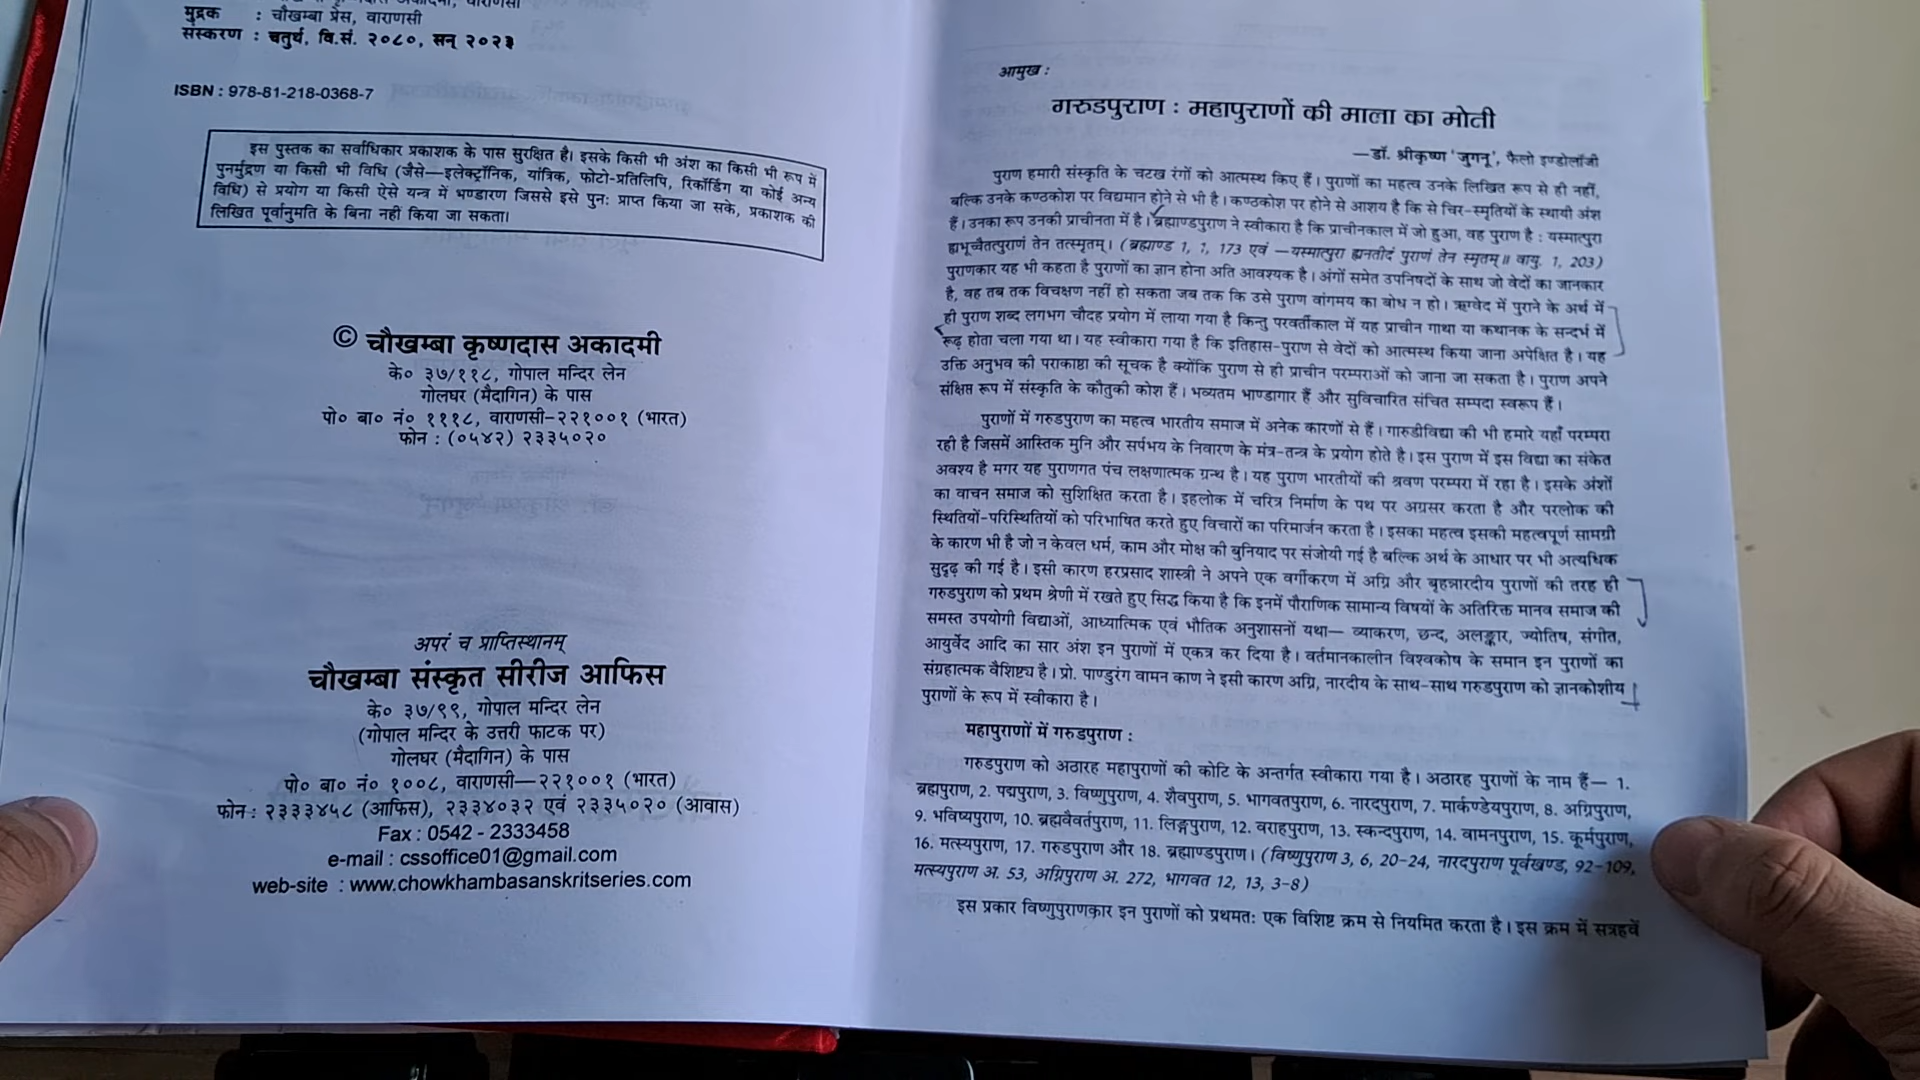 मुद्रक : चौखम्बा प्रेस, वाराणसी
संस्करण : चतुर्थ, वि.सं. २०८०, सन् २०२३
ISBN : 978-81-218-0368-7
इस पुस्तक का सर्वाधिकार प्रकाशक के पास सुरक्षित है। इसके किसी भी अंश का किसी भी रूप में
पुनर्मुद्रण या किसी भी विधि (जैसे—इलेक्ट्रॉनिक, यांत्रिक, फोटो-प्रतिलिपि, रिकॉर्डिंग या कोई अन्य
विधि) से प्रयोग या किसी ऐसे यन्त्र में भण्डारण जिससे इसे पुनः प्राप्त किया जा सके, प्रकाशक की
लिखित पूर्वानुमति के बिना नहीं किया जा सकता।
© चौखम्बा कृष्णदास अकादमी
के० ३७/११८, गोपाल मन्दिर लेन
गोलघर (मैदागिन) के पास
पो० बा० नं० १११८, वाराणसी-२२१००१ (भारत)
फोन : (०५४२) २३३५०२०
अपरं च प्राप्तिस्थानम्
चौखम्बा संस्कृत सीरीज आफिस
के० ३७/९९, गोपाल मन्दिर लेन
(गोपाल मन्दिर के उत्तरी फाटक पर)
गोलघर (मैदागिन) के पास
पो० बा० नं० १००८, वाराणसी—२२१००१ (भारत)
फोन : २३३३४५८ (आफिस), २३३४०३२ एवं २३३५०२० (आवास)
Fax : 0542 - 2333458
e-mail : cssoffice01@gmail.com
web-site : www.chowkhambasanskritseries.com
आमुख :
गरुडपुराण : महापुराणों की माला का मोती
—डॉ. श्रीकृष्ण 'जुगनू', फैलो इण्डोलॉजी
पुराण हमारी संस्कृति के चटख रंगों को आत्मस्थ किए हैं। पुराणों का महत्व उनके लिखित रूप से ही नहीं,
बल्कि उनके कण्ठकोश पर विद्यमान होने से भी है। कण्ठकोश पर होने से आशय है कि से चिर-स्मृतियों के स्थायी अंश
हैं। उनका रूप उनकी प्राचीनता में है। ब्रह्माण्डपुराण ने स्वीकारा है कि प्राचीनकाल में जो हुआ, वह पुराण है : यस्मात्पुरा
ह्यभूच्चैतत्पुराणं तेन तत्स्मृतम्। (ब्रह्माण्ड 1, 1, 173 एवं —यस्मात्पुरा ह्यनतीदं पुराणं तेन स्मृतम्॥ वायु. 1, 203)
पुराणकार यह भी कहता है पुराणों का ज्ञान होना अति आवश्यक है। अंगों समेत उपनिषदों के साथ जो वेदों का जानकार
है, वह तब तक विचक्षण नहीं हो सकता जब तक कि उसे पुराण वांगमय का बोध न हो। ऋग्वेद में पुराने के अर्थ में
ही पुराण शब्द लगभग चौदह प्रयोग में लाया गया है किन्तु परवर्तीकाल में यह प्राचीन गाथा या कथानक के सन्दर्भ में
रूढ़ होता चला गया था। यह स्वीकारा गया है कि इतिहास-पुराण से वेदों को आत्मस्थ किया जाना अपेक्षित है। यह
उक्ति अनुभव की पराकाष्ठा की सूचक है क्योंकि पुराण से ही प्राचीन परम्पराओं को जाना जा सकता है। पुराण अपने
संक्षिप्त रूप में संस्कृति के कौतुकी कोश हैं। भव्यतम भाण्डागार हैं और सुविचारित संचित सम्पदा स्वरूप हैं।
पुराणों में गरुडपुराण का महत्व भारतीय समाज में अनेक कारणों से हैं। गारुडीविद्या की भी हमारे यहाँ परम्परा
रही है जिसमें आस्तिक मुनि और सर्पभय के निवारण के मंत्र-तन्त्र के प्रयोग होते है। इस पुराण में इस विद्या का संकेत
अवश्य है मगर यह पुराणगत पंच लक्षणात्मक ग्रन्थ है। यह पुराण भारतीयों की श्रवण परम्परा में रहा है। इसके अंशों
का वाचन समाज को सुशिक्षित करता है। इहलोक में चरित्र निर्माण के पथ पर अग्रसर करता है और परलोक की
स्थितियों-परिस्थितियों को परिभाषित करते हुए विचारों का परिमार्जन करता है। इसका महत्व इसकी महत्वपूर्ण सामग्री
के कारण भी है जो न केवल धर्म, काम और मोक्ष की बुनियाद पर संजोयी गई है बल्कि अर्थ के आधार पर भी अत्यधिक
सुदृढ़ की गई है। इसी कारण हरप्रसाद शास्त्री ने अपने एक वर्गीकरण में अग्नि और बृहन्नारदीय पुराणों की तरह ही
गरुडपुराण को प्रथम श्रेणी में रखते हुए सिद्ध किया है कि इनमें पौराणिक सामान्य विषयों के अतिरिक्त मानव समाज की
समस्त उपयोगी विद्याओं, आध्यात्मिक एवं भौतिक अनुशासनों यथा— व्याकरण, छन्द, अलङ्कार, ज्योतिष, संगीत,
आयुर्वेद आदि का सार अंश इन पुराणों में एकत्र कर दिया है। वर्तमानकालीन विश्वकोष के समान इन पुराणों का
संग्रहात्मक वैशिष्ट्य है। प्रो. पाण्डुरंग वामन काण ने इसी कारण अग्नि, नारदीय के साथ-साथ गरुडपुराण को ज्ञानकोशीय
पुराणों के रूप में स्वीकारा है।
महापुराणों में गरुडपुराण :
गरुडपुराण को अठारह महापुराणों की कोटि के अन्तर्गत स्वीकारा गया है। अठारह पुराणों के नाम हैं— 1.
ब्रह्मपुराण, 2. पद्मपुराण, 3. विष्णुपुराण, 4. शैवपुराण, 5. भागवतपुराण, 6. नारदपुराण, 7. मार्कण्डेयपुराण, 8. अग्निपुराण,
9. भविष्यपुराण, 10. ब्रह्मवैवर्तपुराण, 11. लिङ्गपुराण, 12. वराहपुराण, 13. स्कन्दपुराण, 14. वामनपुराण, 15. कूर्मपुराण,
16. मत्स्यपुराण, 17. गरुडपुराण और 18. ब्रह्माण्डपुराण। (विष्णुपुराण 3, 6, 20-24, नारदपुराण पूर्वखण्ड, 92-109,
मत्स्यपुराण अ. 53, अग्निपुराण अ. 272, भागवत 12, 13, 3-8)
इस प्रकार विष्णुपुराणकार इन पुराणों को प्रथमतः एक विशिष्ट क्रम से नियमित करता है। इस क्रम में सत्रहवें